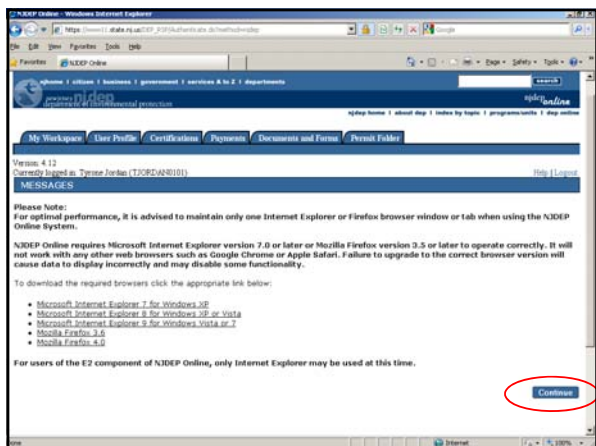 NJDEP Online - Windows Internet Explorer
File Edit View Favorites Tools Help
Google
Favorites NJDEP Online
Page Safety Tools
njhome | citizen | business | government | services A to Z | departments
search
njdep
department of environmental protection
njdep online
njdep home | about dep | index by topic | programs/units | dep online
My Workspace User Profile Certifications Payments Documents and Forms Permit Folder
Version: 4.12
Currently logged in: Tyrone Jordan (TJORDAN0101)
Help | Logout
MESSAGES
Please Note:
For optimal performance, it is advised to maintain only one Internet Explorer or Firefox browser window or tab when using the NJDEP
Online System.
NJDEP Online requires Microsoft Internet Explorer version 7.0 or later or Mozilla Firefox version 3.5 or later to operate correctly. It will
not work with any other web browsers such as Google Chrome or Apple Safari. Failure to upgrade to the correct browser version will
cause data to display incorrectly and may disable some functionality.
To download the required browsers click the appropriate link below:
Microsoft Internet Explorer 7 for Windows XP
Microsoft Internet Explorer 8 for Windows XP or Vista
Microsoft Internet Explorer 9 for Windows Vista or 7
Mozilla Firefox 3.6
Mozilla Firefox 4.0
For users of the E2 component of NJDEP Online, only Internet Explorer may be used at this time.
Continue
Internet
100%